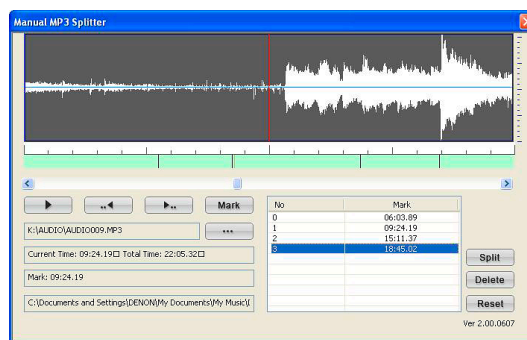 Manual MP3 Splitter
Mark
K:\AUDIO\AUDIO009.MP3
...
Current Time: 09:24.19□ Total Time: 22:05.32□
Mark: 09:24.19
C:\Documents and Settings\DENON\My Documents\My Music\
No Mark
0 06:03.89
1 09:24.19
2 15:11.37
3 18:45.02
Split
Delete
Reset
Ver 2.00.0607